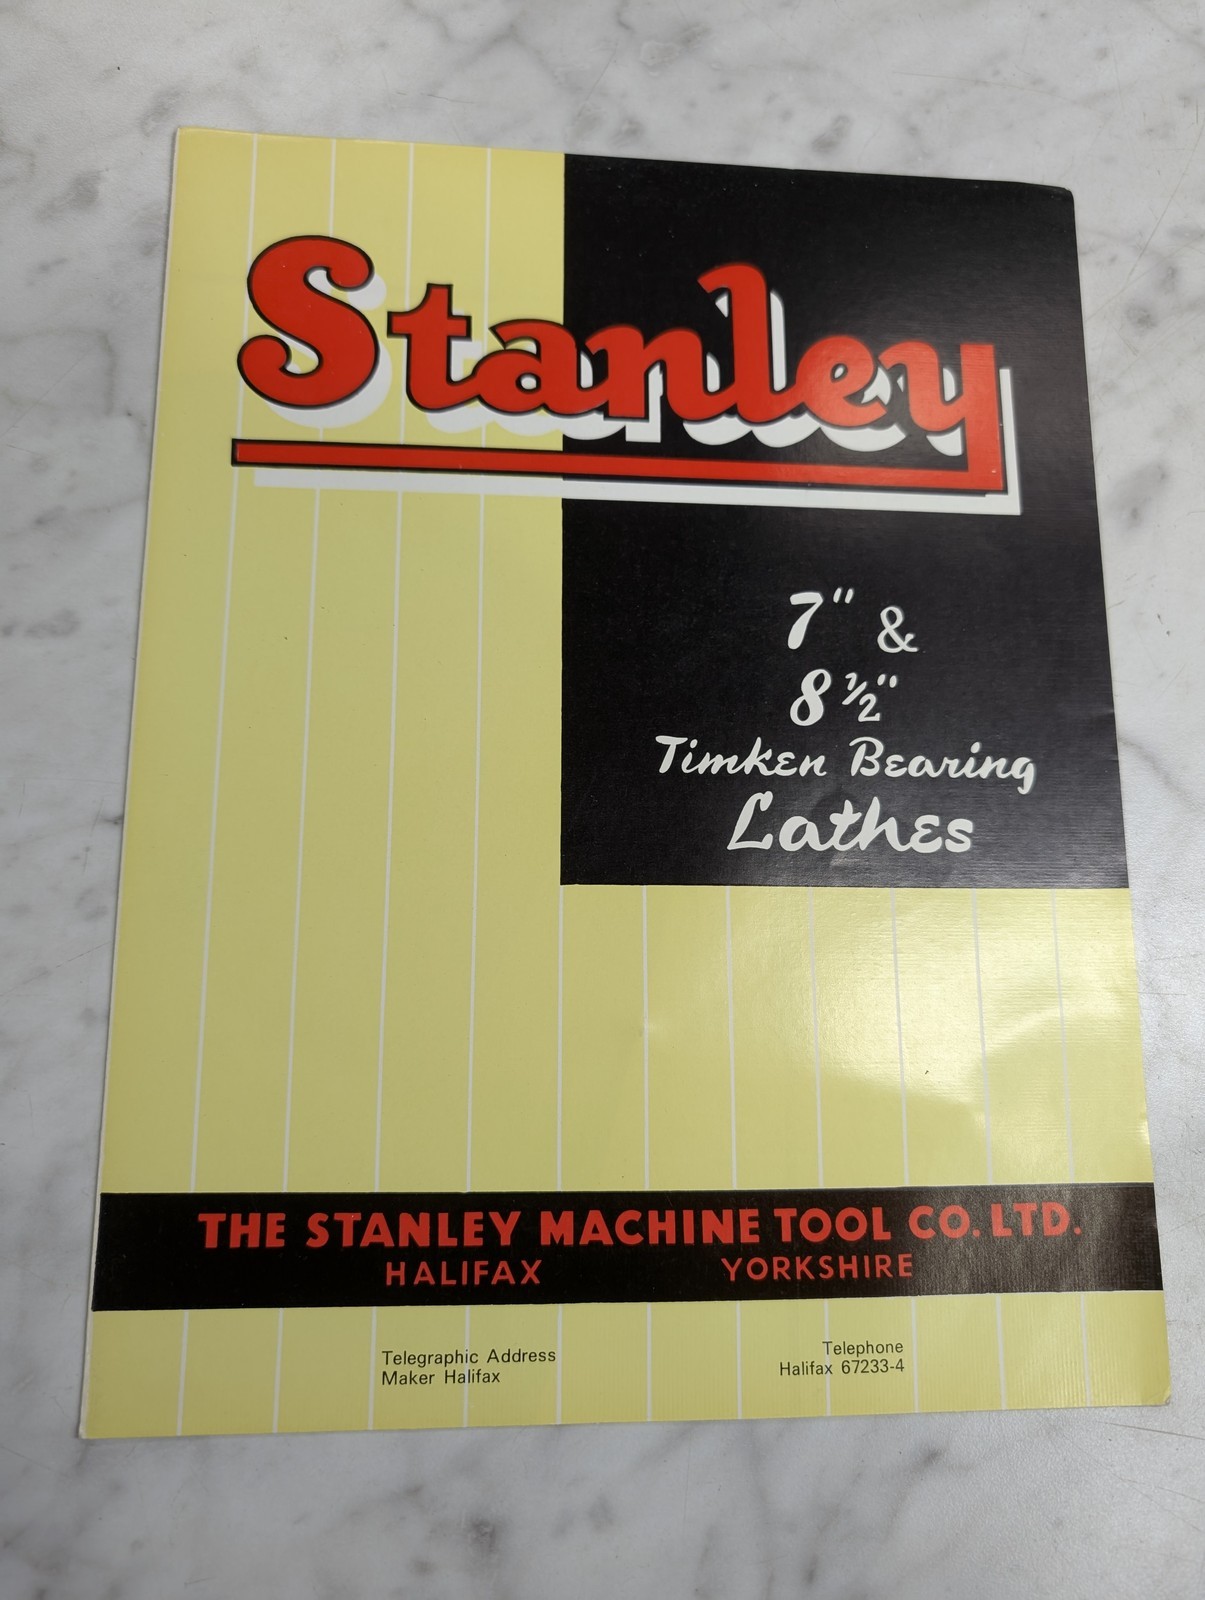 Stanley
7" &
8½"
Timken Bearing
Lathes
THE STANLEY MACHINE TOOL CO. LTD.
HALIFAX YORKSHIRE
Telegraphic Address
Maker Halifax
Telephone
Halifax 67233-4